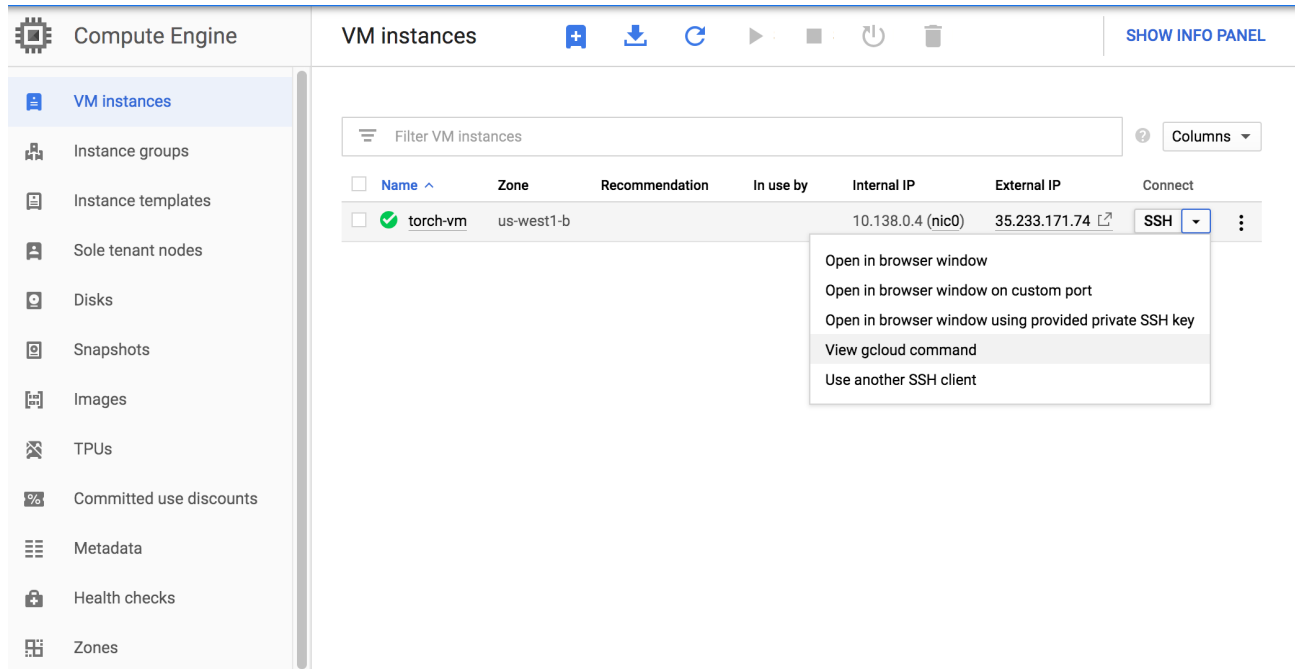 Compute Engine
VM instances
SHOW INFO PANEL
VM instances
Instance groups
Instance templates
Sole tenant nodes
Disks
Snapshots
Images
TPUs
Committed use discounts
Metadata
Health checks
Zones
Filter VM instances
Columns
Name Zone Recommendation In use by Internal IP External IP Connect
torch-vm us-west1-b 10.138.0.4 (nic0) 35.233.171.74 SSH
Open in browser window
Open in browser window on custom port
Open in browser window using provided private SSH key
View gcloud command
Use another SSH client